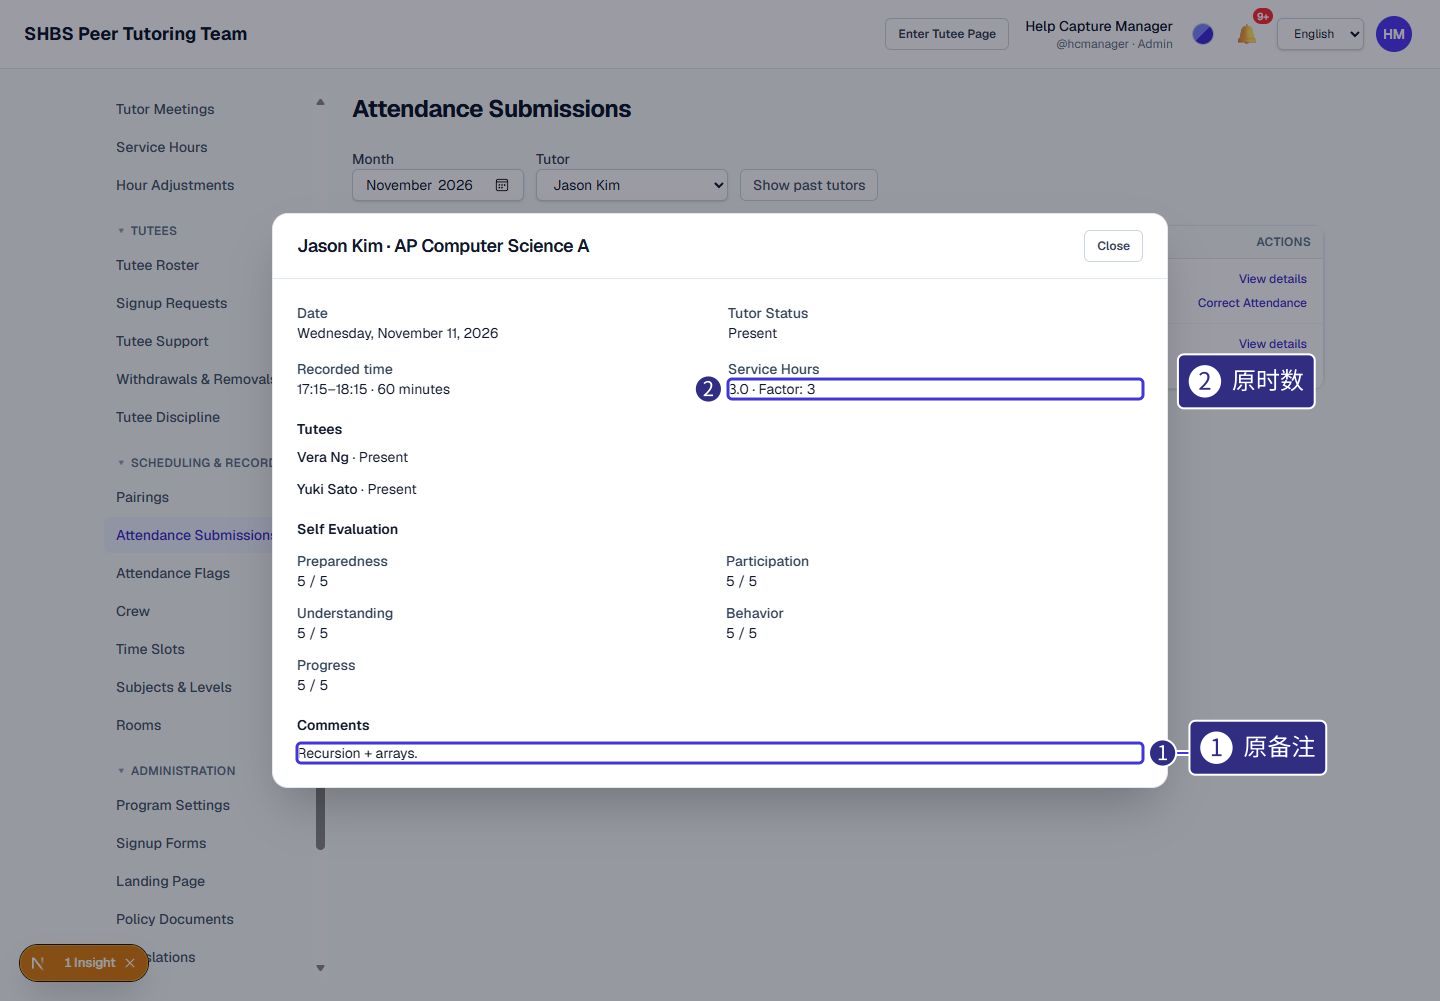 SHBS Peer Tutoring Team
Enter Tutee Page
Help Capture Manager
@hcmanager · Admin
9+
English
HM
Tutor Meetings
Service Hours
Hour Adjustments
TUTEES
Tutee Roster
Signup Requests
Tutee Support
Withdrawals & Removals
Tutee Discipline
SCHEDULING & RECORD
Pairings
Attendance Submissions
Attendance Flags
Crew
Time Slots
Subjects & Levels
Rooms
ADMINISTRATION
Program Settings
Signup Forms
Landing Page
Policy Documents
slations
1 Insight
Attendance Submissions
Month
Tutor
November 2026
Jason Kim
Show past tutors
ACTIONS
View details
Correct Attendance
View details
Jason Kim · AP Computer Science A
Close
Date
Wednesday, November 11, 2026
Tutor Status
Present
Recorded time
17:15–18:15 · 60 minutes
Service Hours
2
3.0 · Factor: 3
2 原时数
Tutees
Vera Ng · Present
Yuki Sato · Present
Self Evaluation
Preparedness
5 / 5
Participation
5 / 5
Understanding
5 / 5
Behavior
5 / 5
Progress
5 / 5
Comments
Recursion + arrays.
1
1 原备注